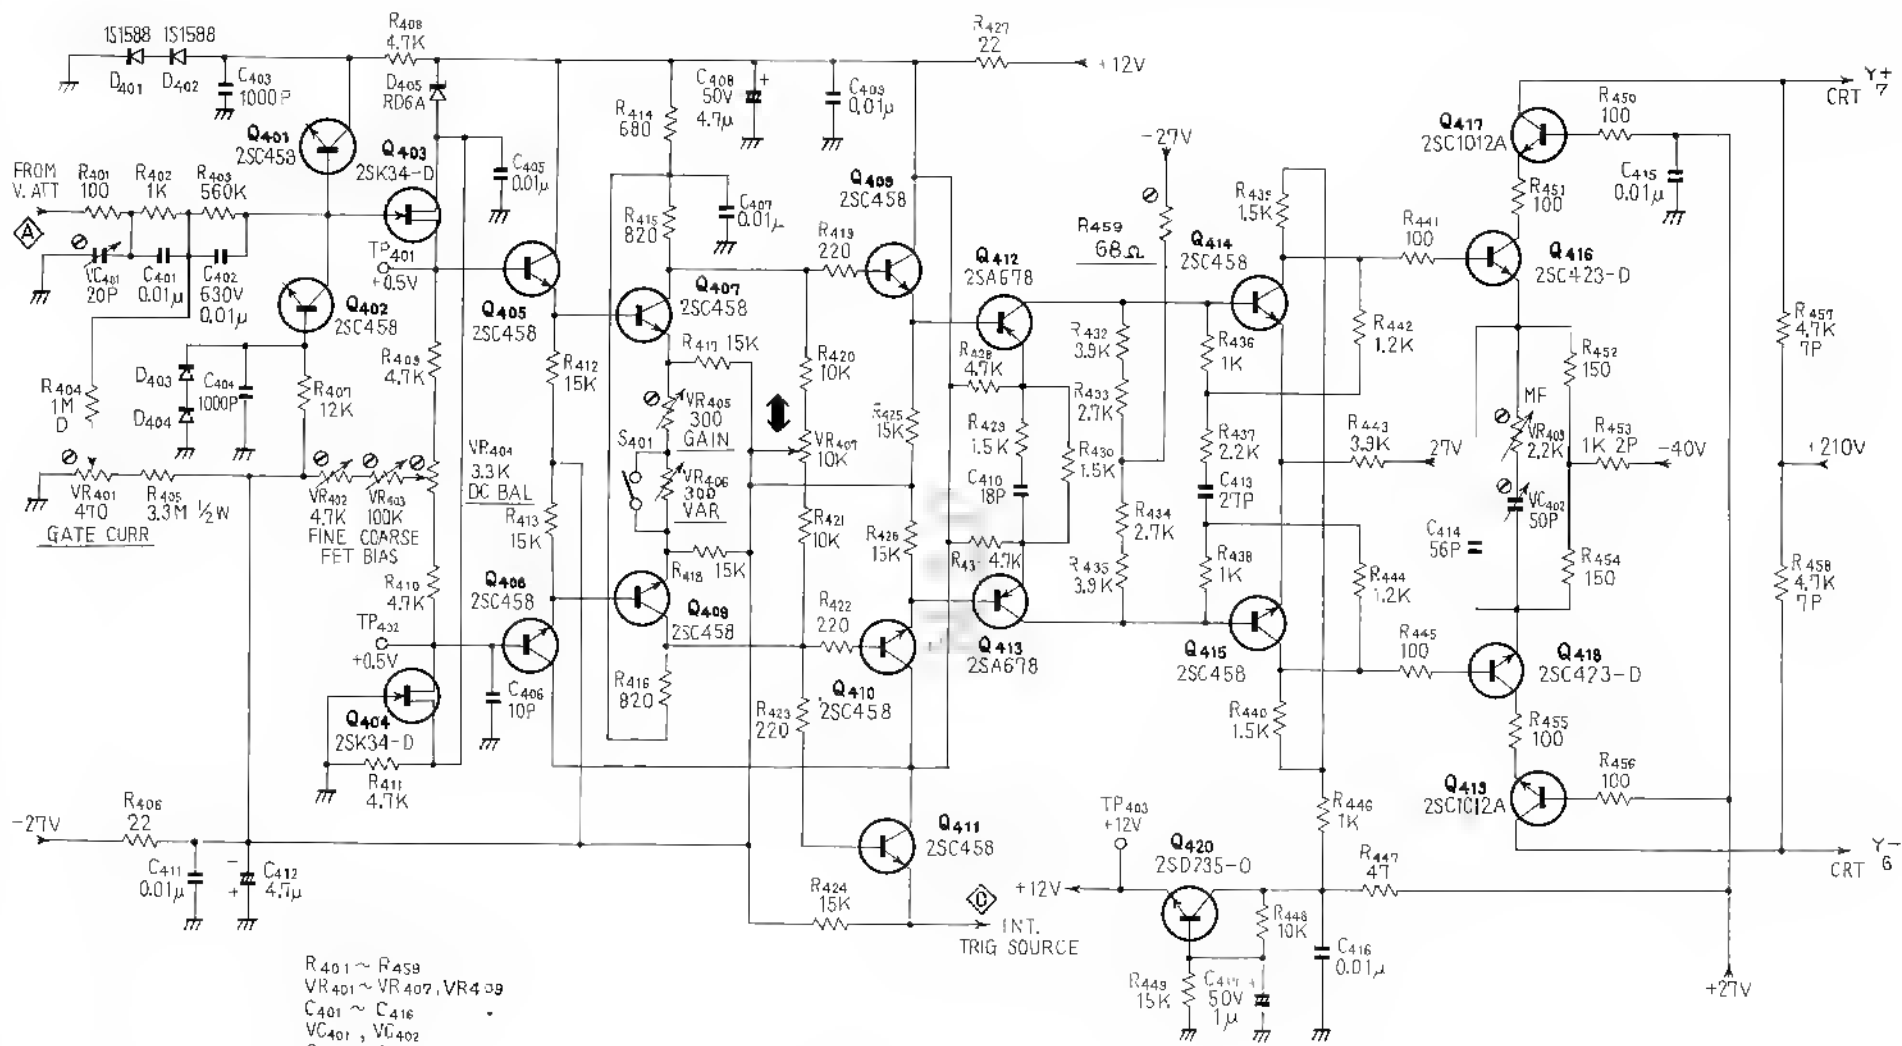 1S1588 1S1588
D401 D402
C403
1000P
R408
4.7K
D405
RD6A
Q401
2SC458
Q403
2SK34-D
C405
0.01μ
FROM
V. ATT
A
R401
100
R402
1K
R403
560K
VC401
20P
C401
0.01μ
C402
630V
0.01μ
TP401
+0.5V
Q402
2SC458
Q405
2SC458
D403
D404
C404
1000P
R407
12K
R409
4.7K
R404
1M
D
VR401
470
GATE CURR
R405
3.3M ½W
VR402
4.7K
FINE
VR403
100K
COARSE
FET BIAS
VR404
3.3K
DC BAL
R410
4.7K
TP402
+0.5V
Q404
2SK34-D
R411
4.7K
C406
10P
Q406
2SC458
R412
15K
R413
15K
-27V
R406
22
C411
0.01μ
C412
4.7μ
R414
680
R415
820
C407
0.01μ
C408
50V
4.7μ
C409
0.01μ
R427
22
+12V
Q407
2SC458
R417 15K
VR405
300
GAIN
S401
VR406
300
VAR
R418
15K
2SC458
R416
820
R419
220
Q409
2SC458
R420
10K
VR407
10K
R421
10K
R422
220
R423
220
Q410
2SC458
R425
15K
R426
15K
Q411
2SC458
R424
15K
C
INT.
TRIG SOURCE
Q412
2SA678
R428
4.7K
R429
1.5K
C410
18P
R430
1.5K
4.7K
Q413
2SA678
-27V
R459
68Ω
R432
3.9K
R433
2.7K
R434
2.7K
R435
3.9K
Q414
2SC458
1.5K
R436
1K
R437
2.2K
C413
27P
R438
1K
R442
1.2K
R443
3.9K
27V
R444
1.2K
Q415
2SC458
R440
1.5K
R441
100
R445
100
Q417
2SC1012A
R450
100
C415
0.01μ
R451
100
Q416
2SC423-D
R452
150
MF
2.2K
R453
1K 2P
-40V
VC402
50P
C414
56P
R454
150
Q418
2SC423-D
R455
100
R456
100
2SC1012A
R457
4.7K
7P
+210V
R458
4.7K
7P
Y+
7
CRT
Y-
6
CRT
TP403
+12V
Q420
2SD235-O
+12V
R446
1K
R447
47
R448
10K
R449
15K
50V
1μ
C416
0.01μ
+27V
R401 ~ R459
VR401 ~ VR407, VR409
C401 ~ C416
VC401, VC402